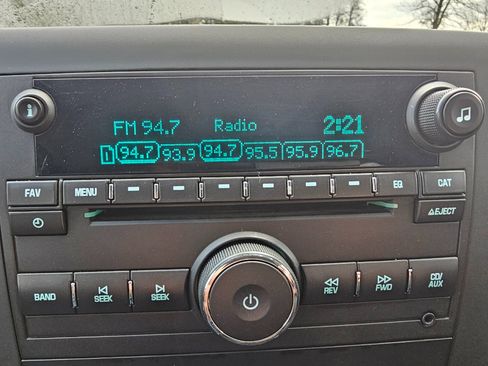 FM 94.7 Radio 2:21
1 94.7 93.9 94.7 95.5 95.9 96.7
FAV MENU EQ CAT
EJECT
BAND SEEK SEEK REV FWD CD/AUX